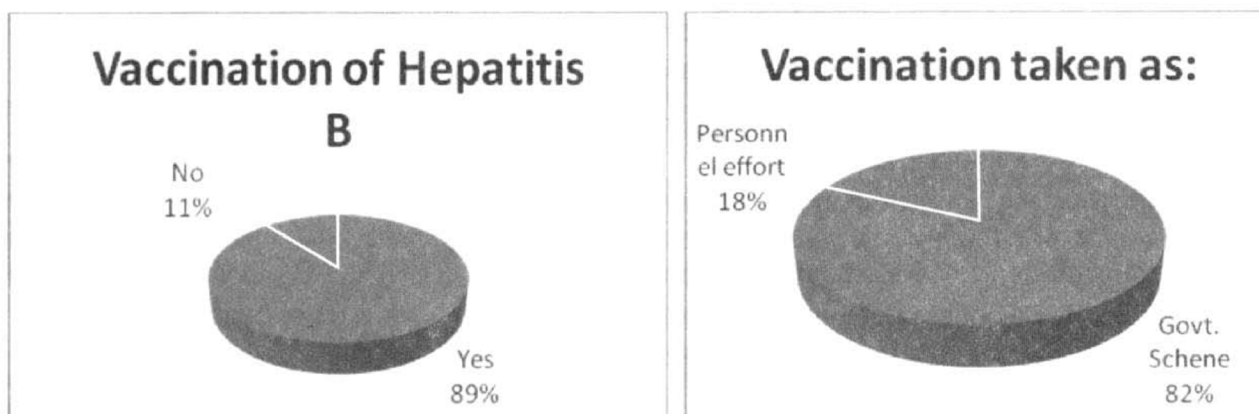 Vaccination of Hepatitis
B
No
11%
Yes
89%
Vaccination taken as:
Personn
el effort
18%
Govt.
Schene
82%